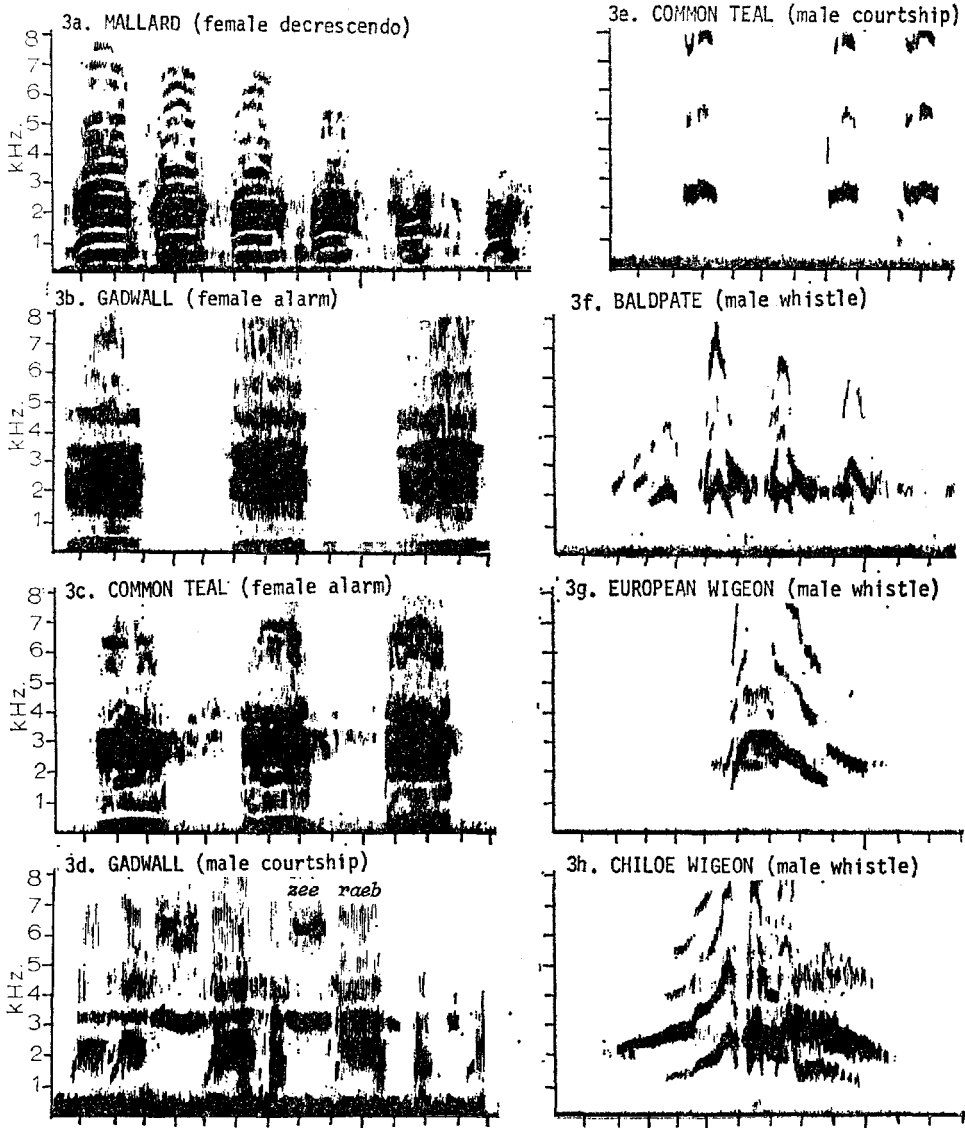 3a. MALLARD (female decrescendo)
8
7
6
5
4
3
2
1
kHz.
3b. GADWALL (female alarm)
8
7
6
5
4
3
2
1
kHz.
3c. COMMON TEAL (female alarm)
8
7
6
5
4
3
2
1
kHz.
3d. GADWALL (male courtship)
zee raeb
8
7
6
5
4
3
2
1
kHz.
3e. COMMON TEAL (male courtship)
3f. BALDPATE (male whistle)
3g. EUROPEAN WIGEON (male whistle)
3h. CHILOE WIGEON (male whistle)